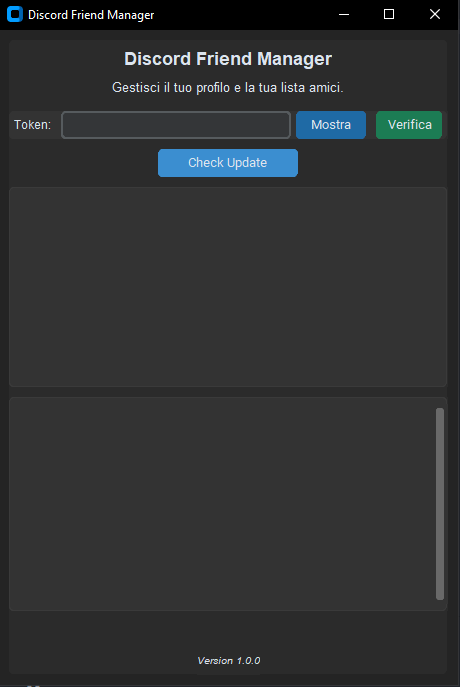 Discord Friend Manager
Discord Friend Manager
Gestisci il tuo profilo e la tua lista amici.
Token: Mostra Verifica
Check Update
Version 1.0.0